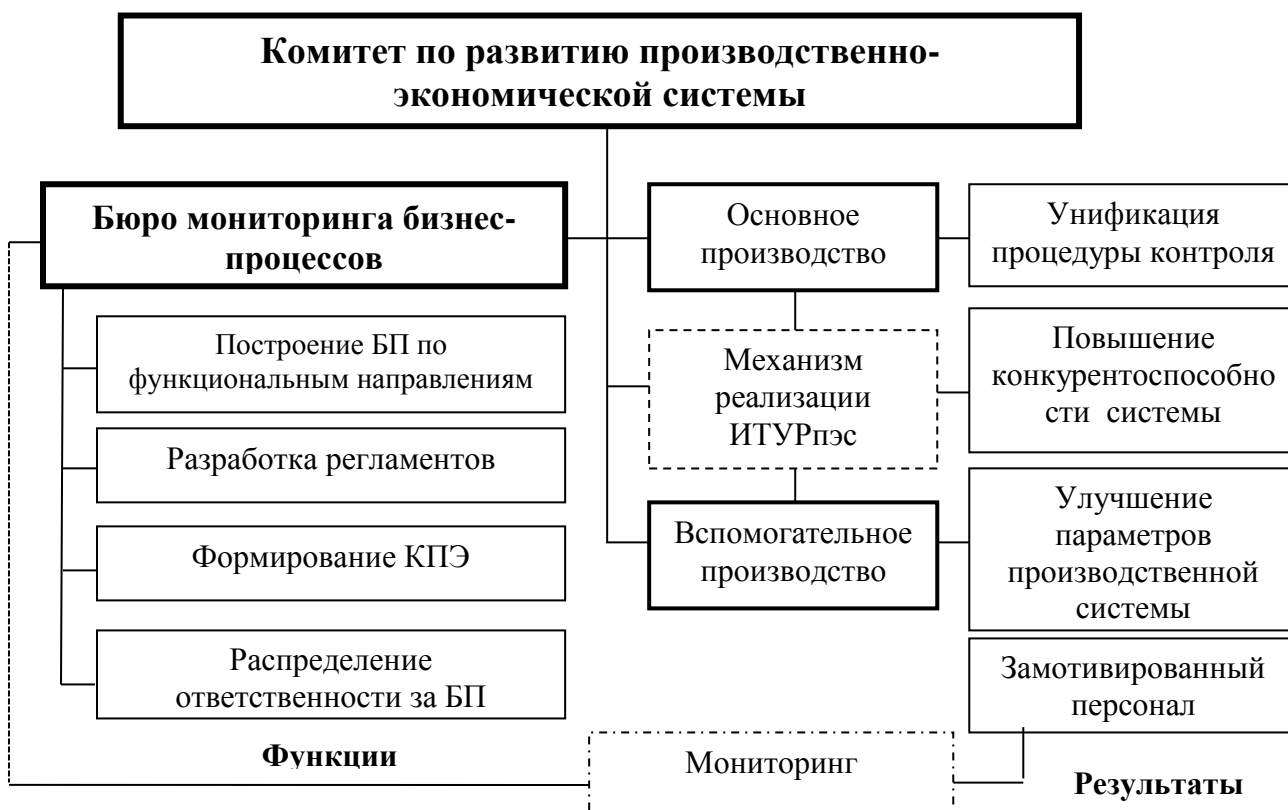 Комитет по развитию производственно-
экономической системы
Бюро мониторинга бизнес-
процессов
Построение БП по
функциональным направлениям
Разработка регламентов
Формирование КПЭ
Распределение
ответственности за БП
Функции
Основное
производство
Механизм
реализации
ИТУРпэс
Вспомогательное
производство
Унификация
процедуры контроля
Повышение
конкурентоспособно
сти системы
Улучшение
параметров
производственной
системы
Замотивированный
персонал
Мониторинг
Результаты